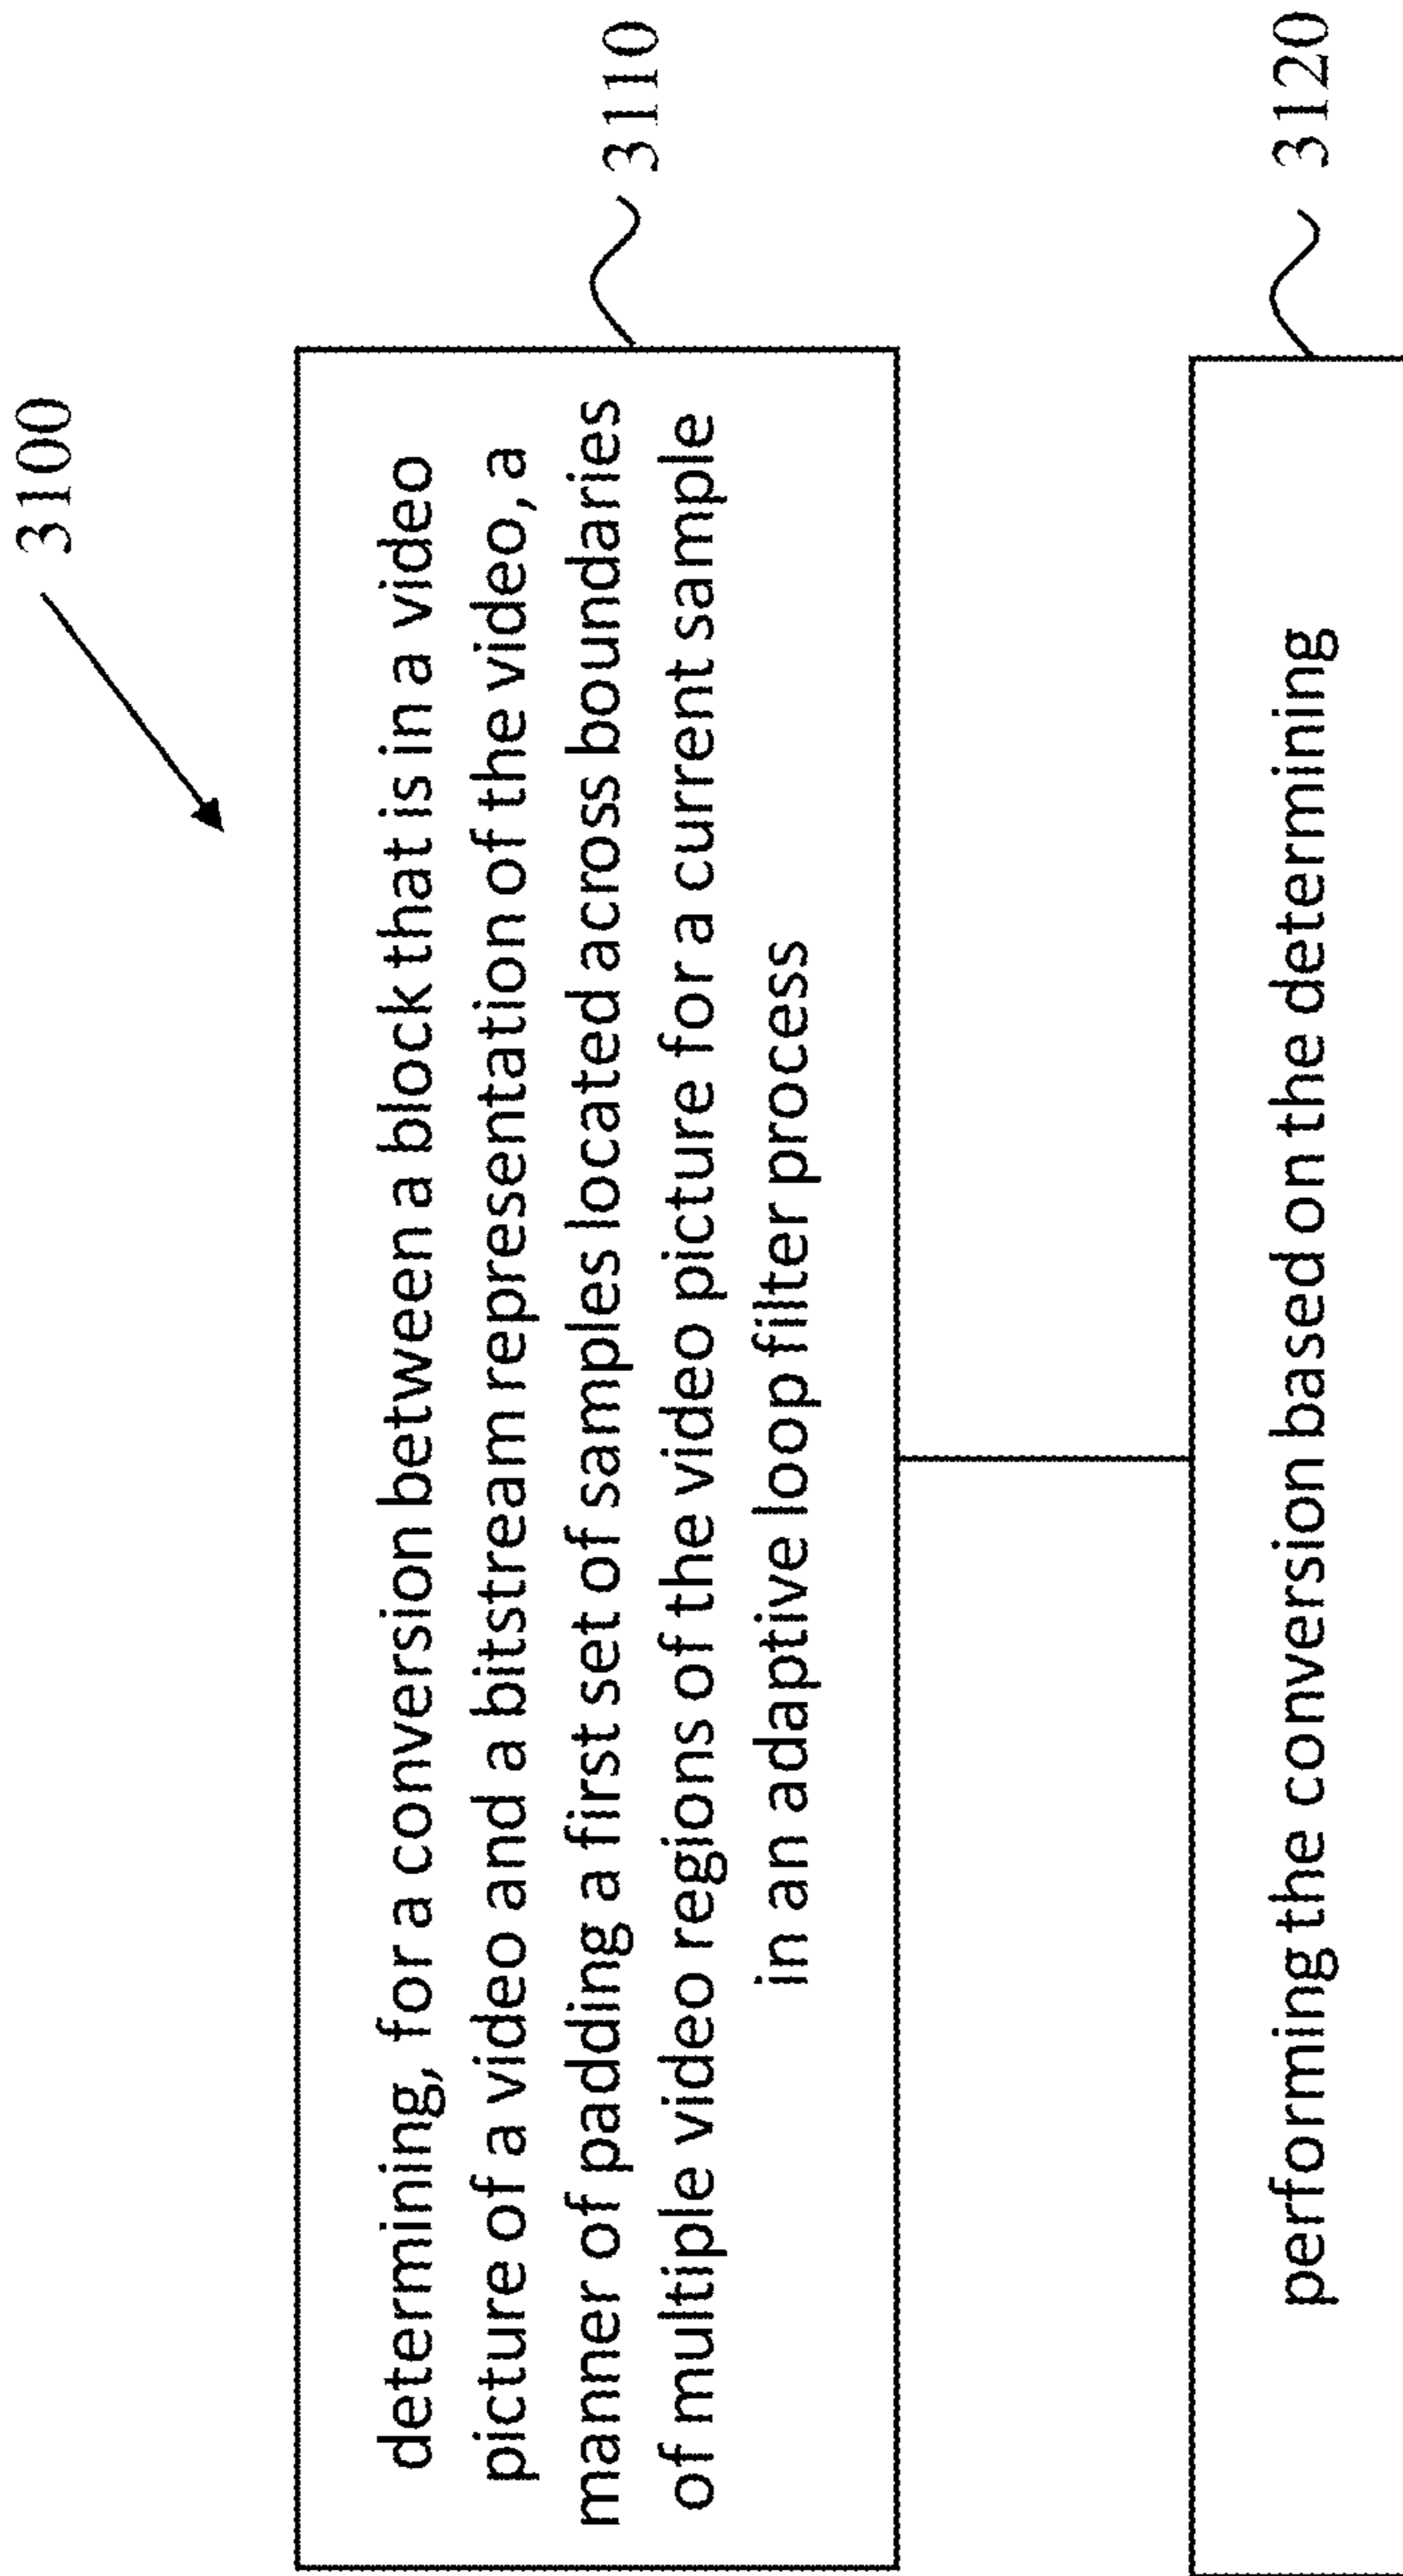 3100
determining, for a conversion between a block that is in a video
picture of a video and a bitstream representation of the video, a
manner of padding a first set of samples located across boundaries
of multiple video regions of the video picture for a current sample
in an adaptive loop filter process
3110
performing the conversion based on the determining
3120